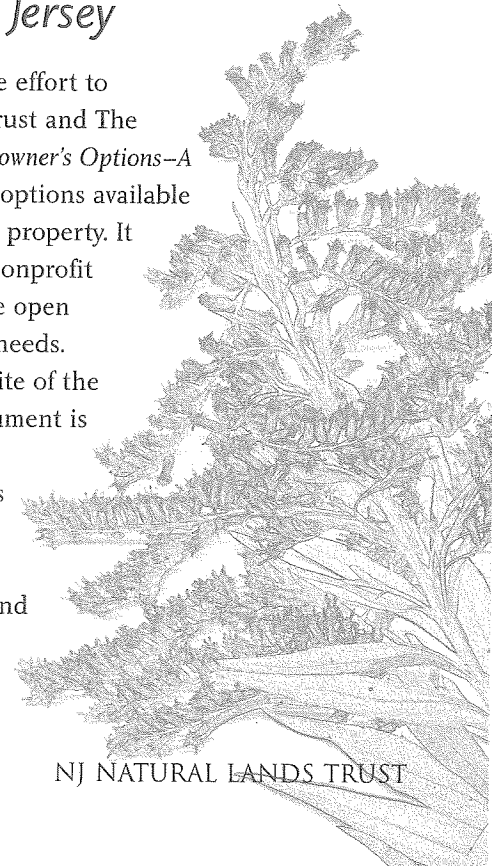 Jersey
e effort to
rust and The
owner's Options–A
options available
property. It
onprofit
e open
needs.
ite of the
ument is
s
nd
NJ NATURAL LANDS TRUST